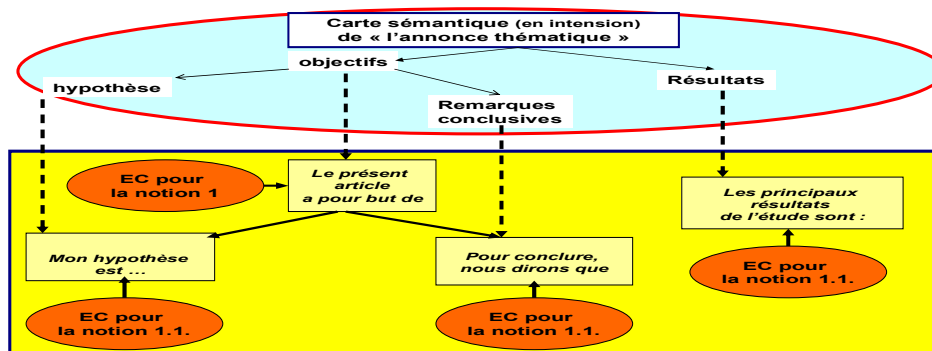 Carte sémantique (en intension)
de « l'annonce thématique »
objectifs
hypothèse
Résultats
Remarques
conclusives
EC pour
la notion 1
Le présent
article
a pour but de
Les principaux
résultats
de l'étude sont :
Mon hypothèse
est ...
Pour conclure,
nous dirons que
EC pour
la notion 1.1.
EC pour
la notion 1.1.
EC pour
la notion 1.1.